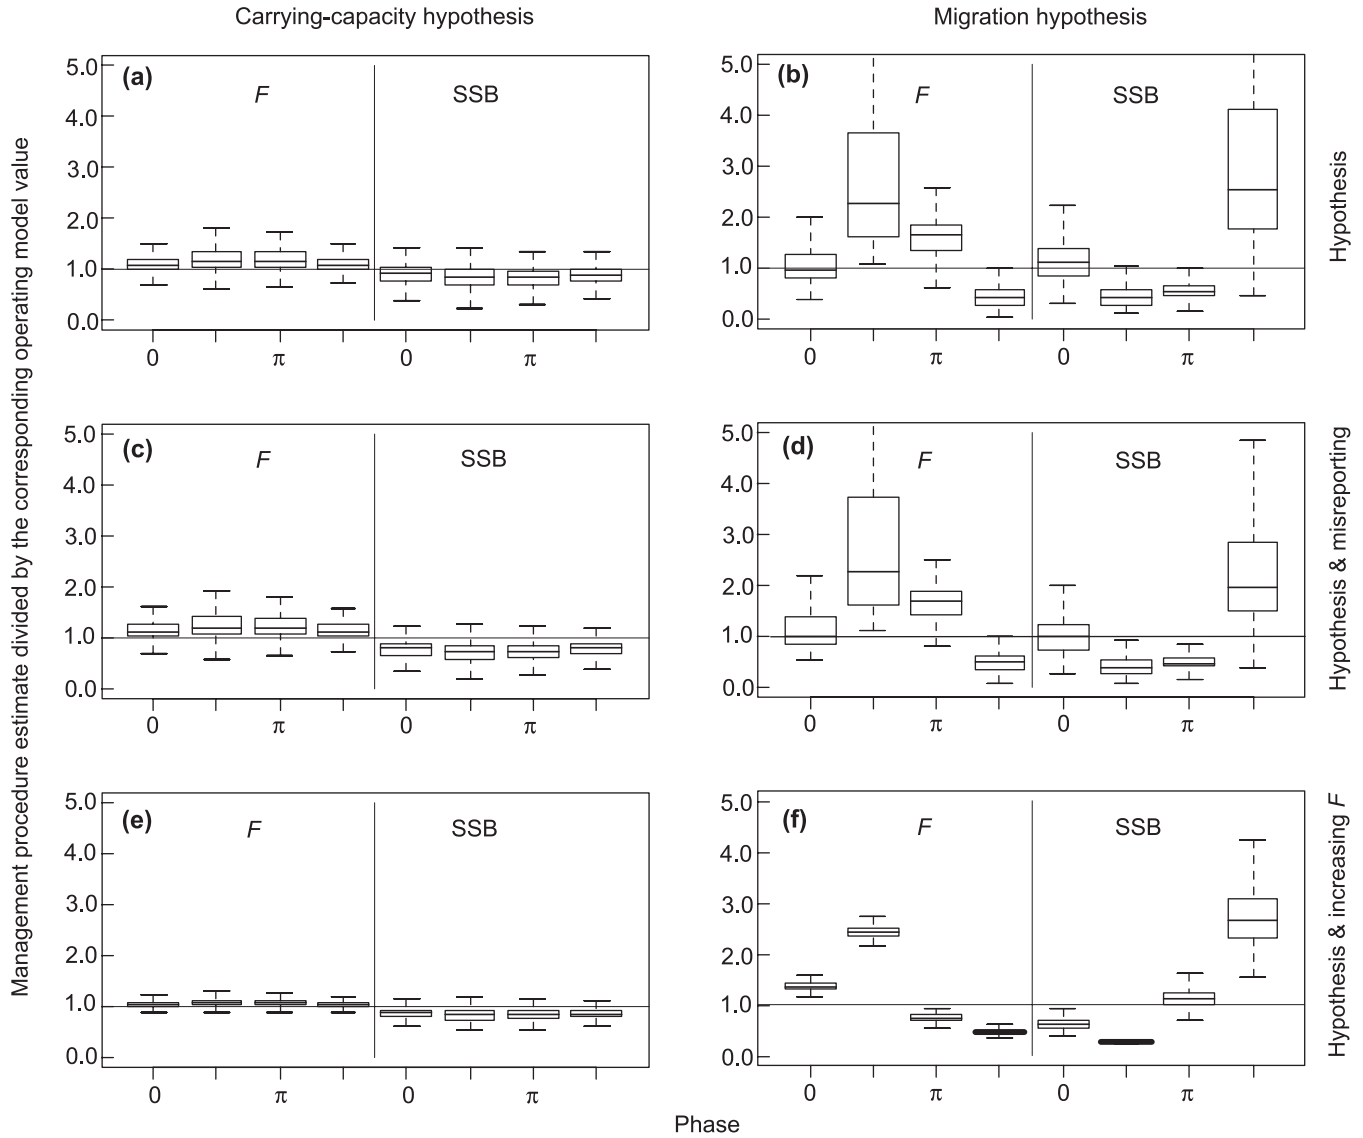 Carrying-capacity hypothesis
Migration hypothesis
Management procedure estimate divided by the corresponding operating model value
(a)
F
SSB
5.0
4.0
3.0
2.0
1.0
0.0
0
π
0
π
(b)
F
SSB
5.0
4.0
3.0
2.0
1.0
0.0
0
π
0
π
Hypothesis
(c)
F
SSB
5.0
4.0
3.0
2.0
1.0
0.0
0
π
0
π
(d)
F
SSB
5.0
4.0
3.0
2.0
1.0
0.0
0
π
0
π
Hypothesis & misreporting
(e)
F
SSB
5.0
4.0
3.0
2.0
1.0
0.0
0
π
0
π
(f)
F
SSB
5.0
4.0
3.0
2.0
1.0
0.0
0
π
0
π
Hypothesis & increasing F
Phase